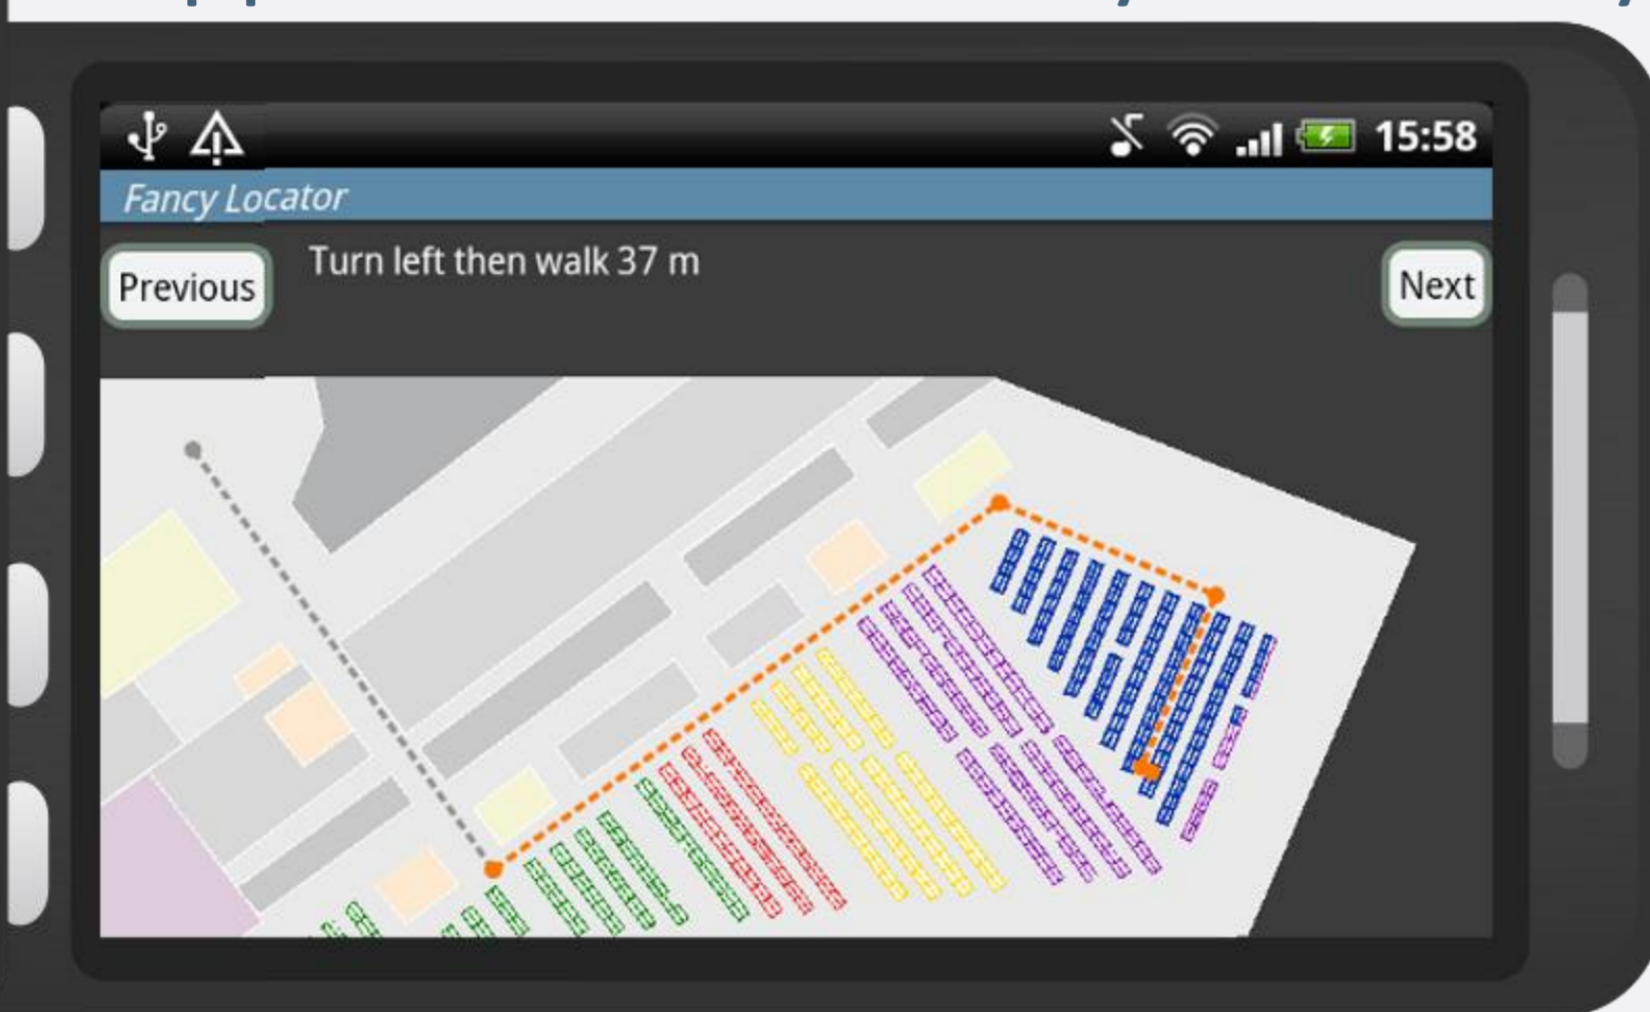 15:58
Fancy Locator
Previous
Turn left then walk 37 m
Next